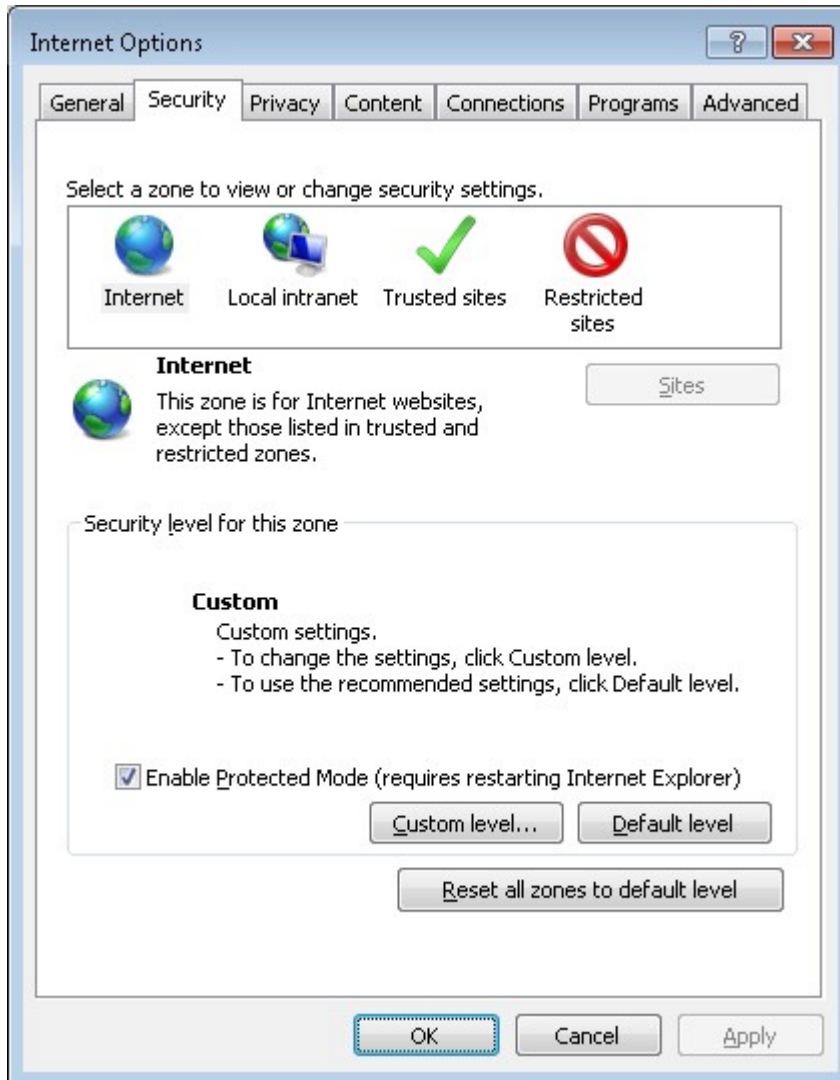 Internet Options
?
General Security Privacy Content Connections Programs Advanced
Select a zone to view or change security settings.
Internet Local intranet Trusted sites Restricted
sites
Internet
Sites
This zone is for Internet websites,
except those listed in trusted and
restricted zones.
Security level for this zone
Custom
Custom settings.
- To change the settings, click Custom level.
- To use the recommended settings, click Default level.
Enable Protected Mode (requires restarting Internet Explorer)
Custom level... Default level
Reset all zones to default level
OK Cancel Apply